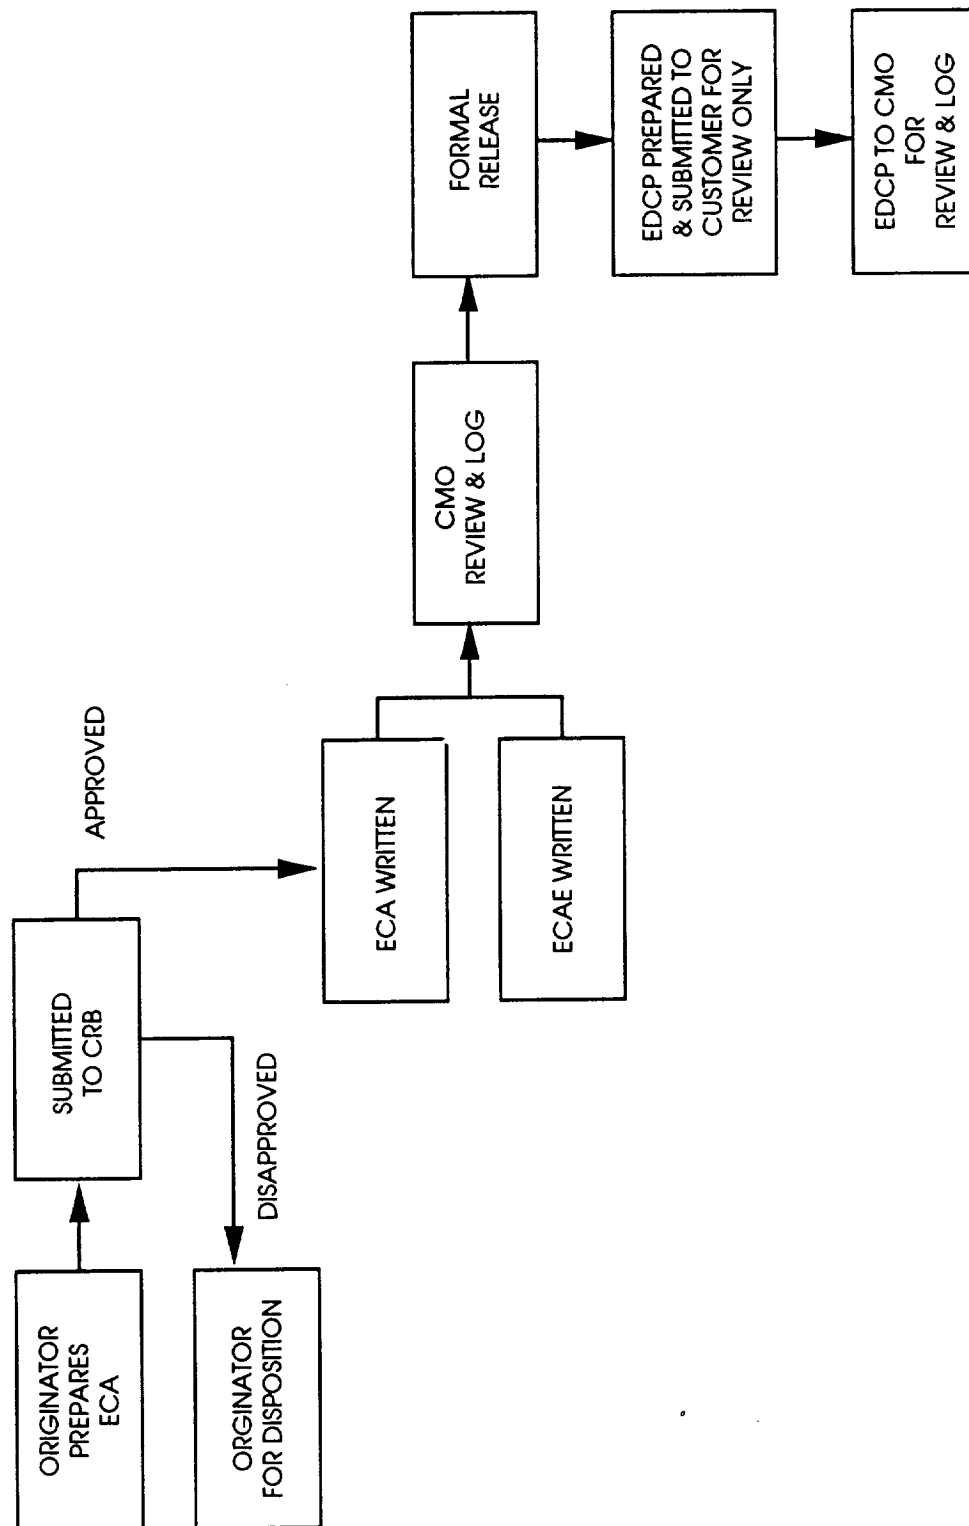 ORIGINATOR
PREPARES
ECA
SUBMITTED
TO CRB
APPROVED
DISAPPROVED
ORGINATOR
FOR DISPOSITION
ECA WRITTEN
ECAE WRITTEN
CMO
REVIEW & LOG
FORMAL
RELEASE
EDCP PREPARED
& SUBMITTED TO
CUSTOMER FOR
REVIEW ONLY
EDCP TO CMO
FOR
REVIEW & LOG